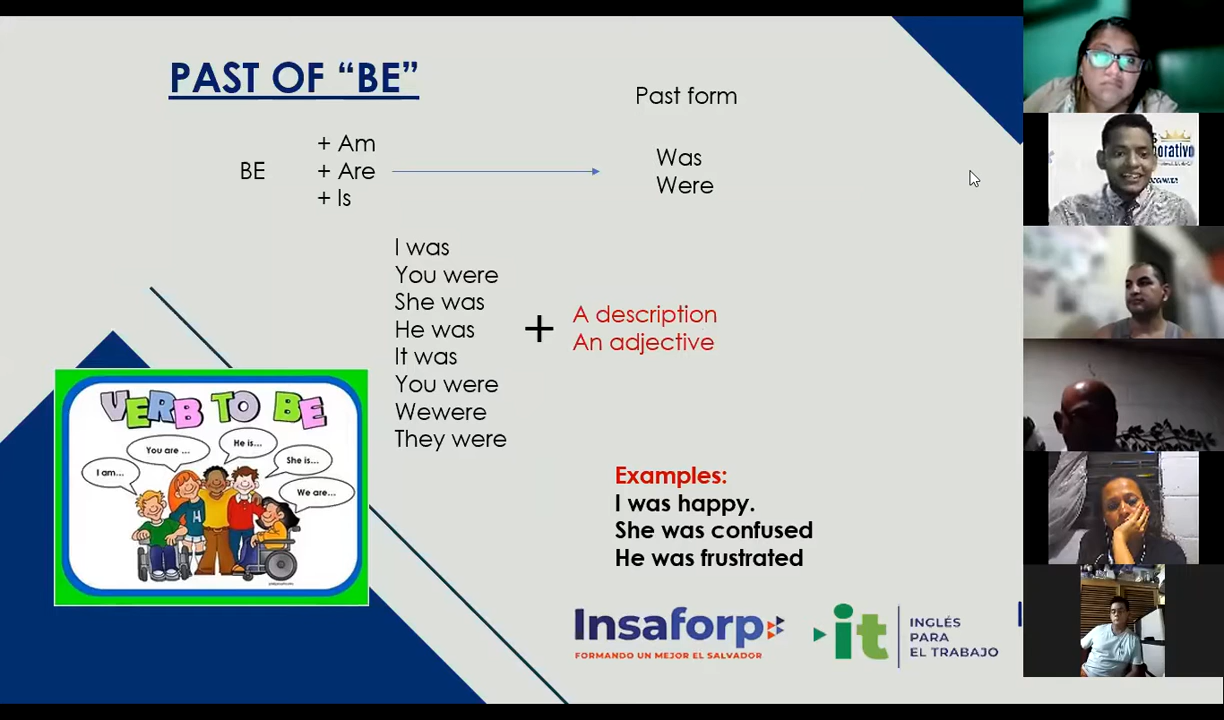 PAST OF “BE”
Past form
+ Am
BE
+ Are
+ Is
Was
Were
I was
You were
She was
He was
It was
You were
Wewere
They were
+
A description
An adjective
VERB TO BE
I am...
You are ...
He is...
She is...
We are...
H
Examples:
I was happy.
She was confused
He was frustrated
Insaforp
FORMANDO UN MEJOR EL SALVADOR
it
INGLÉS
PARA
EL TRABAJO